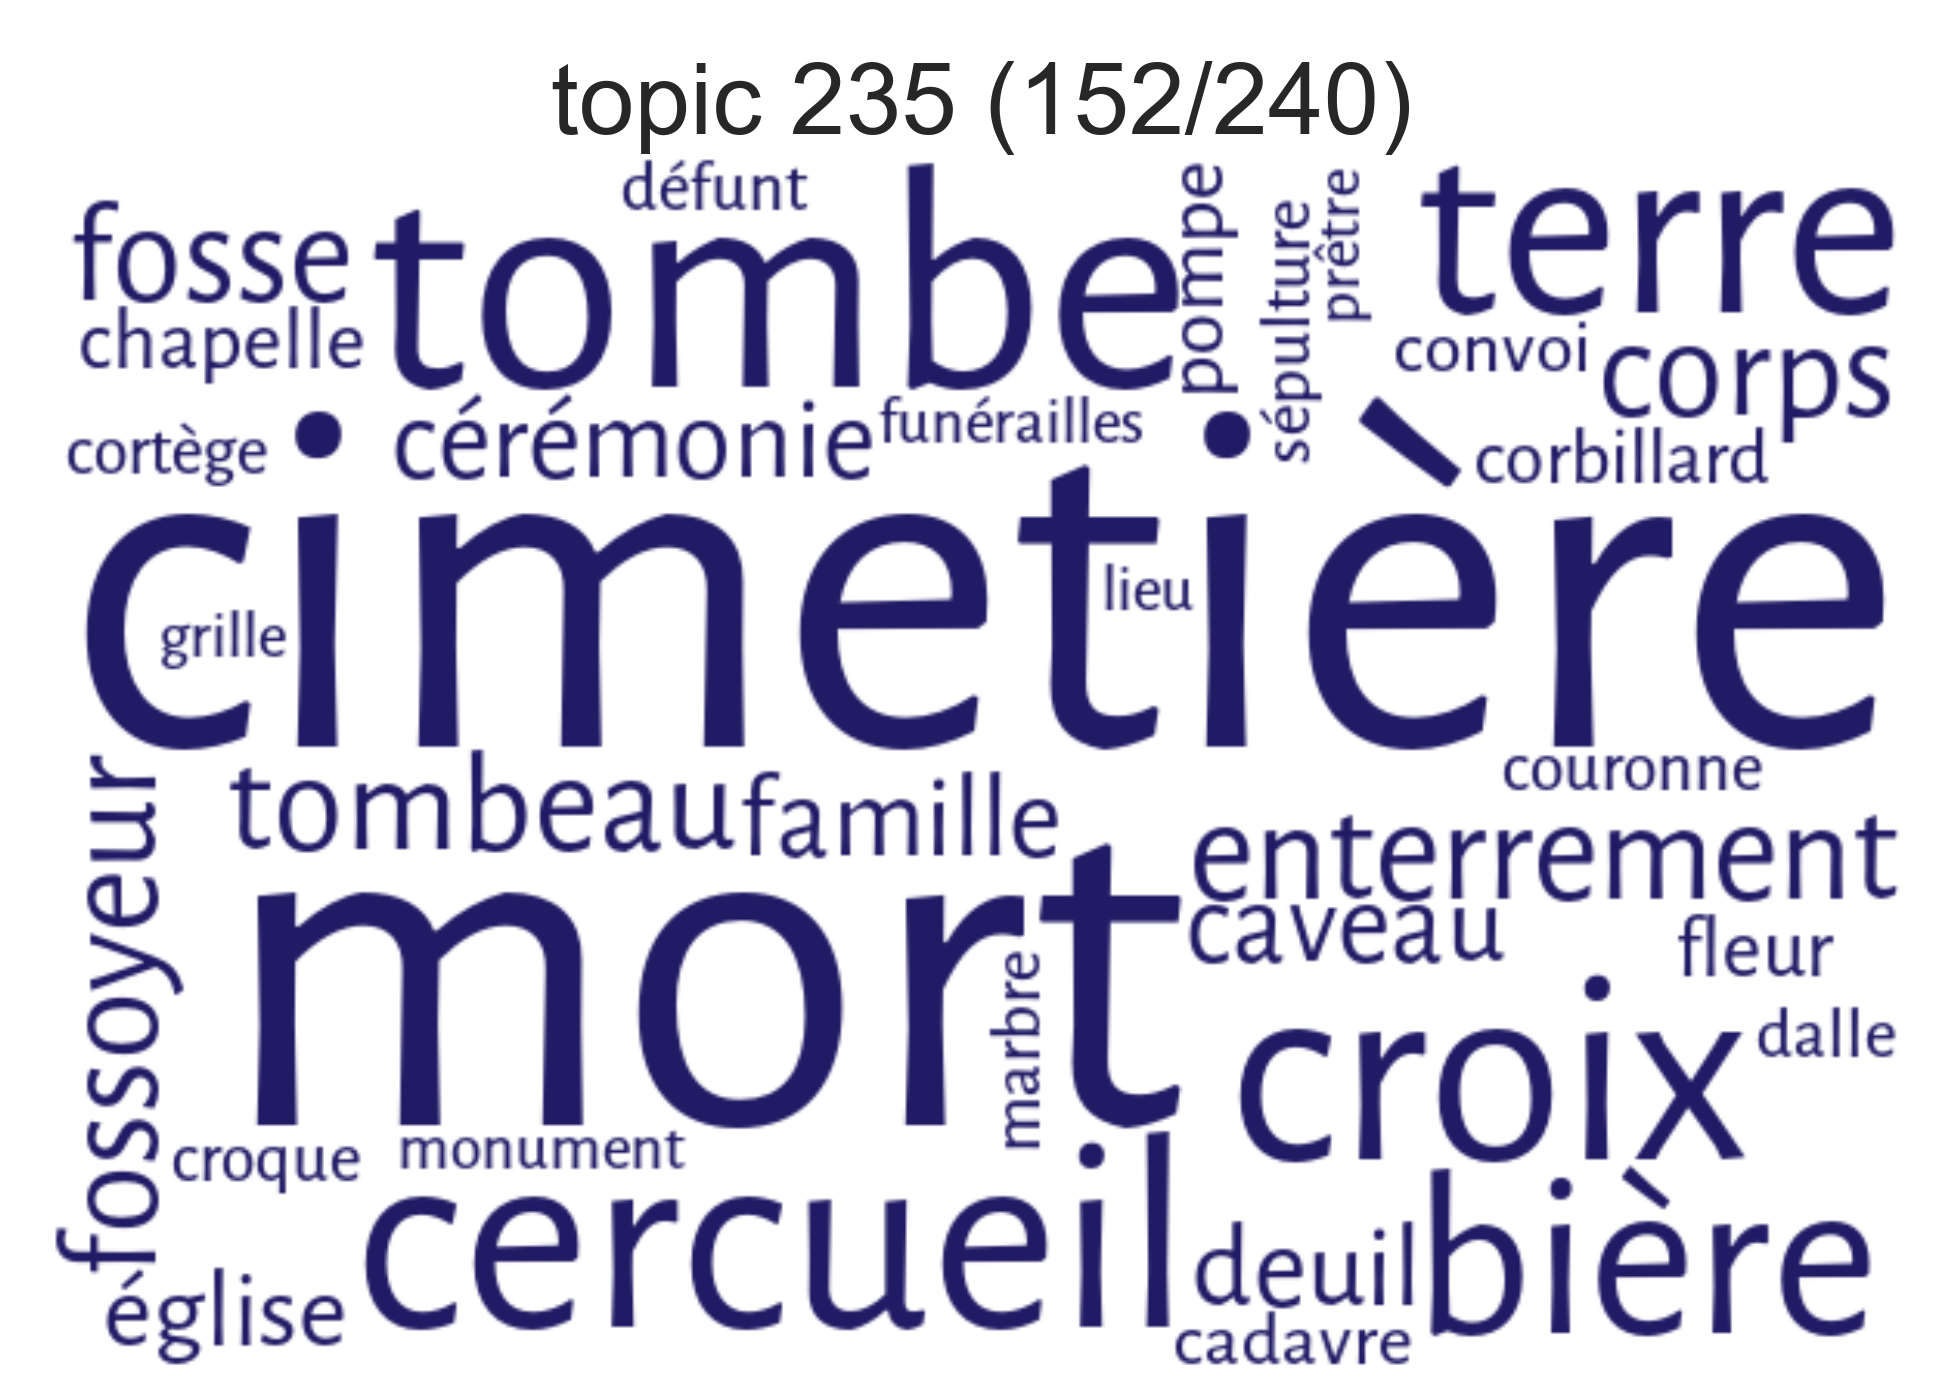 topic 235 (152/240)
défunt
fosse
tombe
pompe
sépulture
prêtre
terre
chapelle
convoi
corps
cortège
cérémonie
funérailles
corbillard
cimetière
lieu
grille
fossoyeur
tombeau
famille
couronne
enterrement
mort
caveau
fleur
marbre
croix
dalle
croque
monument
cercueil
bière
deuil
église
cadavre